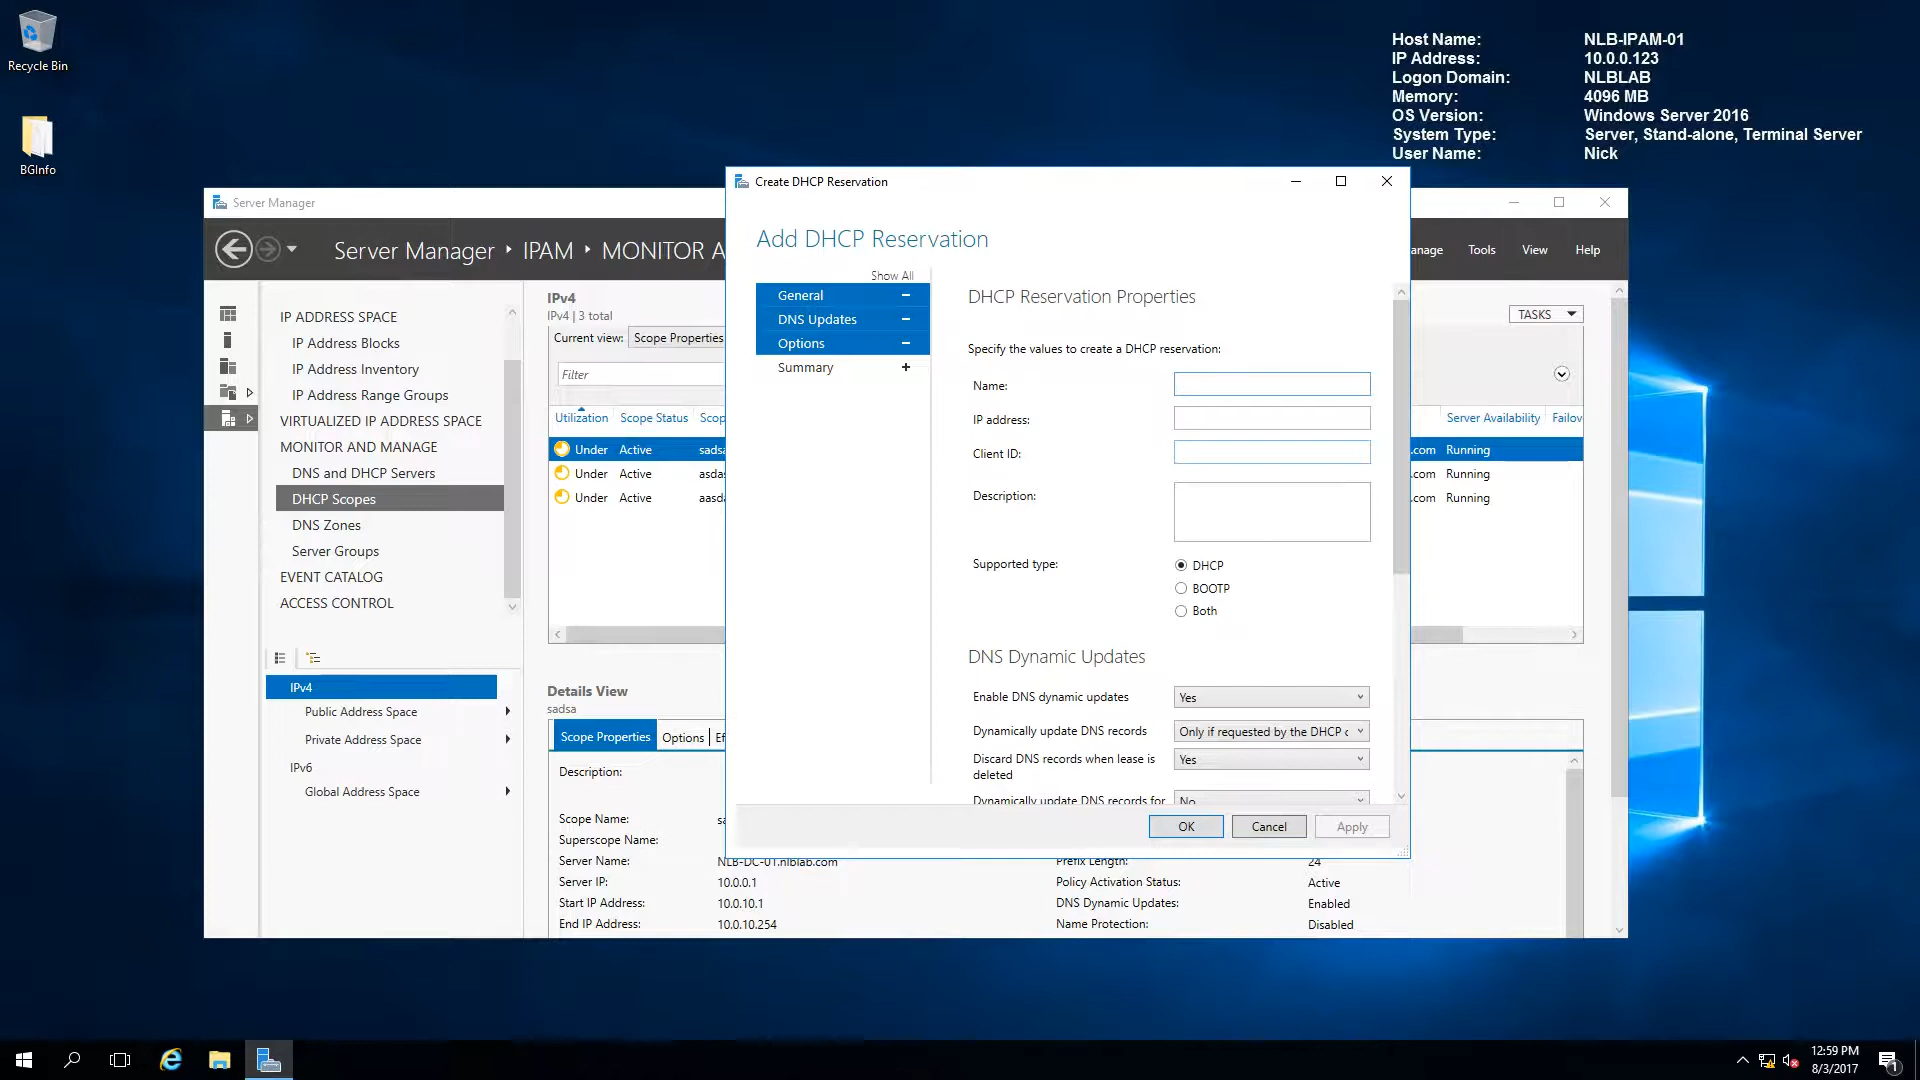 Recycle Bin
BGInfo
Host Name: NLB-IPAM-01
IP Address: 10.0.0.123
Logon Domain: NLBLAB
Memory: 4096 MB
OS Version: Windows Server 2016
System Type: Server, Stand-alone, Terminal Server
User Name: Nick
Server Manager
Server Manager IPAM MONITOR A
anage Tools View Help
IP ADDRESS SPACE
IP Address Blocks
IP Address Inventory
IP Address Range Groups
VIRTUALIZED IP ADDRESS SPACE
MONITOR AND MANAGE
DNS and DHCP Servers
DHCP Scopes
DNS Zones
Server Groups
EVENT CATALOG
ACCESS CONTROL
IPv4
Public Address Space
Private Address Space
IPv6
Global Address Space
IPv4
IPv4 | 3 total
TASKS
Current view: Scope Properties
Filter
Utilization Scope Status Scop Server Availability Failov
Under Active sadsa .com Running
Under Active asdas .com Running
Under Active aasda .com Running
Details View
sadsa
Scope Properties Options Ef
Description:
Scope Name: sa
Superscope Name:
Server Name: NLB-DC-01.nlblab.com Prefix Length: 24
Server IP: 10.0.0.1 Policy Activation Status: Active
Start IP Address: 10.0.10.1 DNS Dynamic Updates: Enabled
End IP Address: 10.0.10.254 Name Protection: Disabled
Create DHCP Reservation
Add DHCP Reservation
Show All
General −
DNS Updates −
Options −
Summary +
DHCP Reservation Properties
Specify the values to create a DHCP reservation:
Name:
IP address:
Client ID:
Description:
Supported type: DHCP
BOOTP
Both
DNS Dynamic Updates
Enable DNS dynamic updates Yes
Dynamically update DNS records Only if requested by the DHCP c
Discard DNS records when lease is deleted Yes
Dynamically update DNS records for No
OK Cancel Apply
12:59 PM
8/3/2017
1